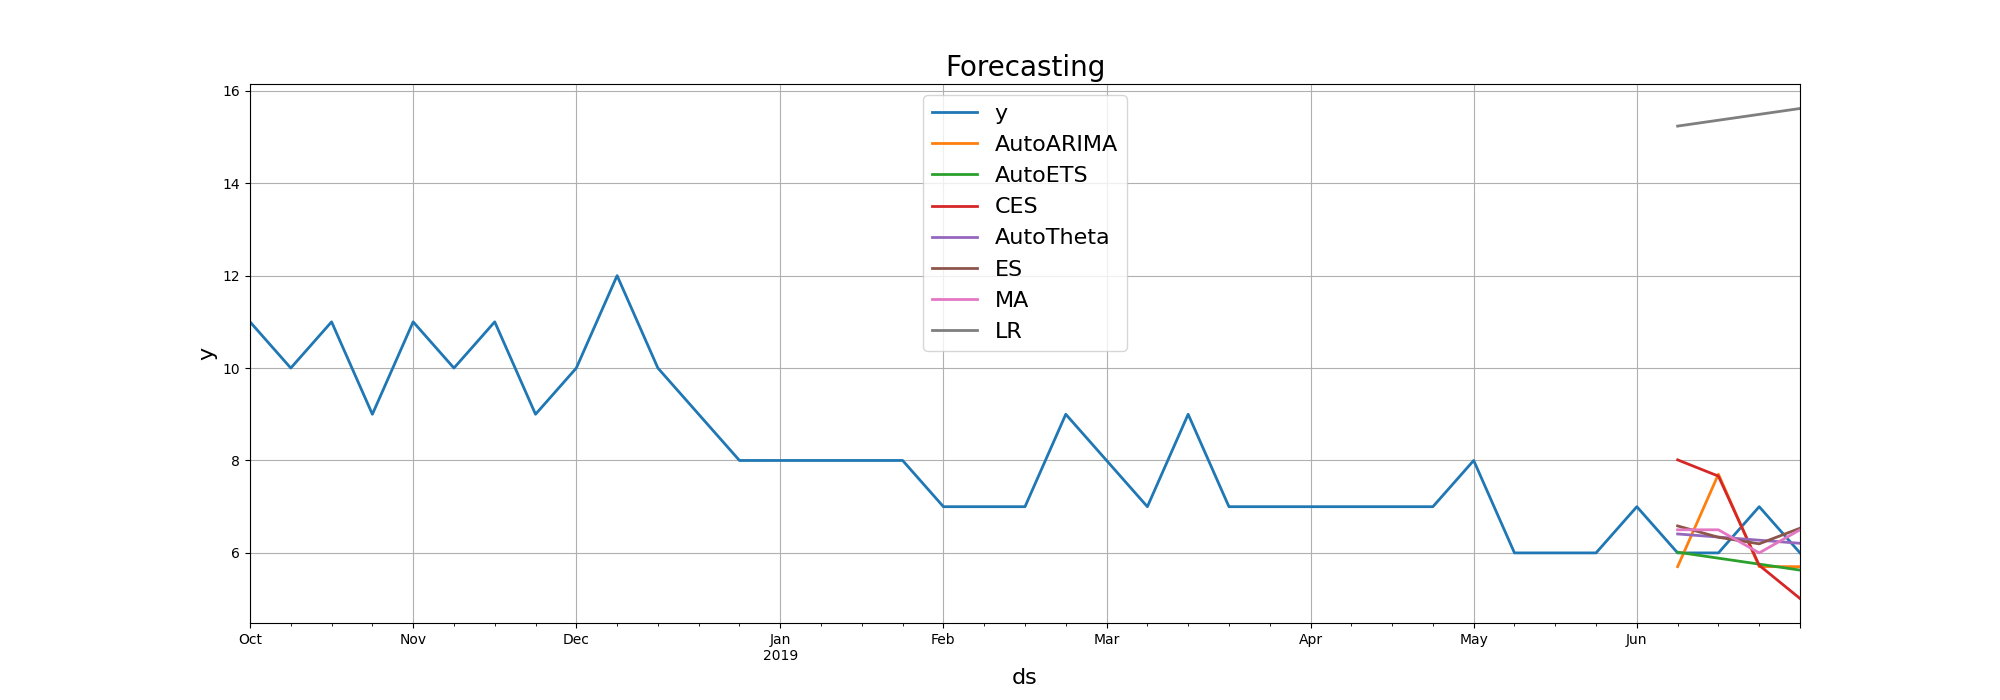 Forecasting
16
14
12
10
8
6
y
y
AutoARIMA
AutoETS
CES
AutoTheta
ES
MA
LR
Oct
Nov
Dec
Jan
2019
Feb
Mar
Apr
May
Jun
ds